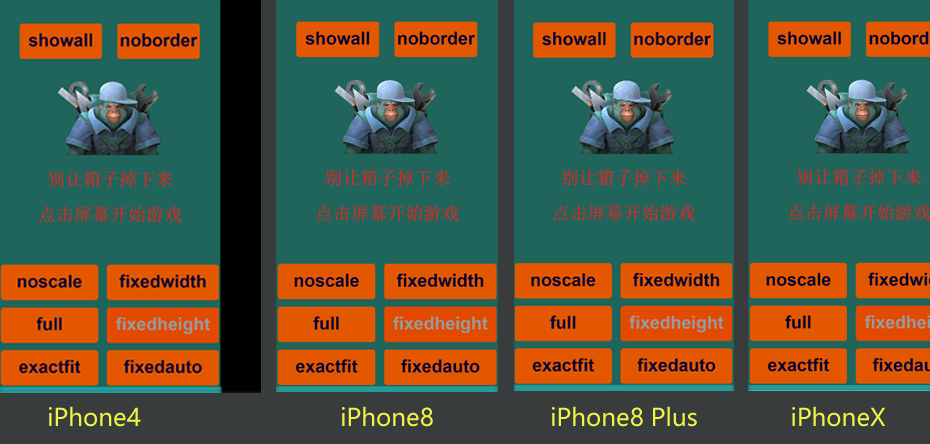 showall noborder showall noborder showall noborder showall nobord
别让箱子掉下来 别让箱子掉下来 别让箱子掉下来 别让箱子掉下来
点击屏幕开始游戏 点击屏幕开始游戏 点击屏幕开始游戏 点击屏幕开始游戏
noscale fixedwidth noscale fixedwidth noscale fixedwidth noscale fixedwi
full fixedheight full fixedheight full fixedheight full fixedhei
exactfit fixedauto exactfit fixedauto exactfit fixedauto exactfit fixeda
iPhone4 iPhone8 iPhone8 Plus iPhoneX